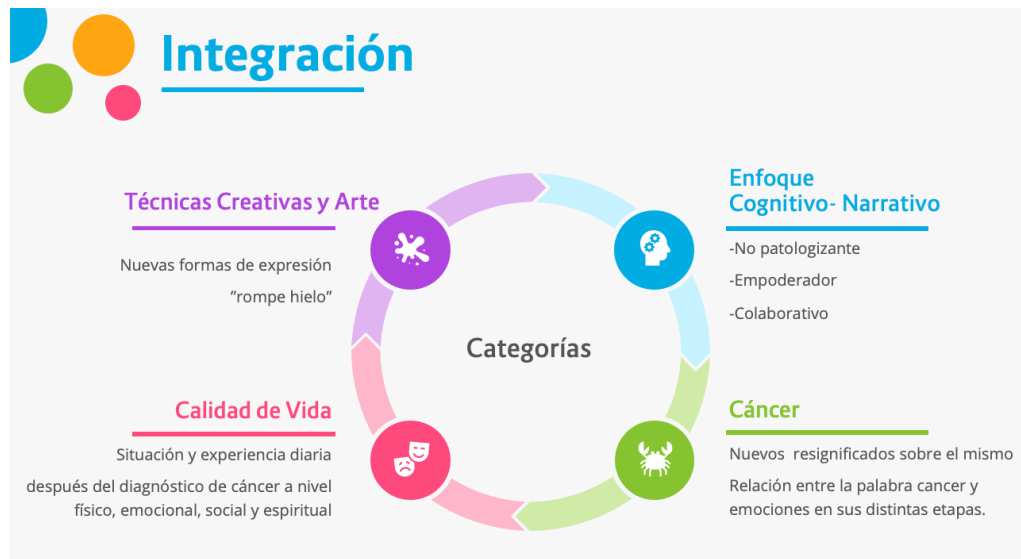 Integración
Técnicas Creativas y Arte
Nuevas formas de expresión
”rompe hielo”
Enfoque
Cognitivo- Narrativo
-No patologizante
-Empoderador
-Colaborativo
Categorías
Calidad de Vida
Situación y experiencia diaria
después del diagnóstico de cáncer a nivel
físico, emocional, social y espiritual
Cáncer
Nuevos resignificados sobre el mismo
Relación entre la palabra cancer y
emociones en sus distintas etapas.